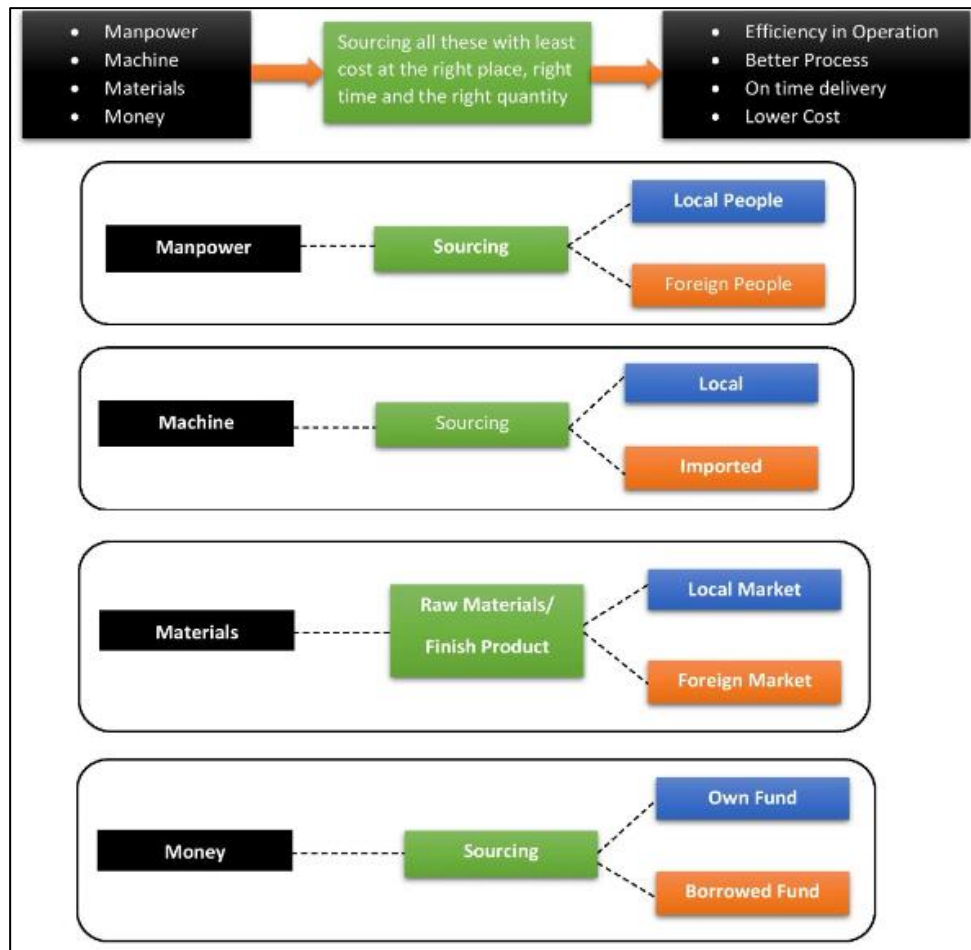 • Manpower
• Machine
• Materials
• Money
Sourcing all these with least
cost at the right place, right
time and the right quantity
• Efficiency in Operation
• Better Process
• On time delivery
• Lower Cost
Manpower
Sourcing
Local People
Foreign People
Machine
Sourcing
Local
Imported
Materials
Raw Materials/
Finish Product
Local Market
Foreign Market
Money
Sourcing
Own Fund
Borrowed Fund